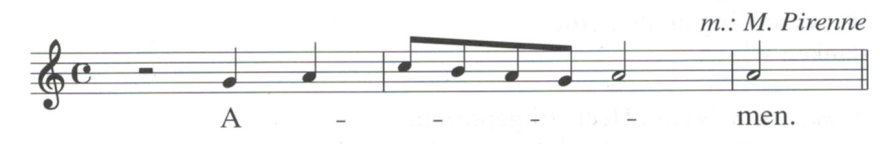 m.: M. Pirenne
A - - - - men.